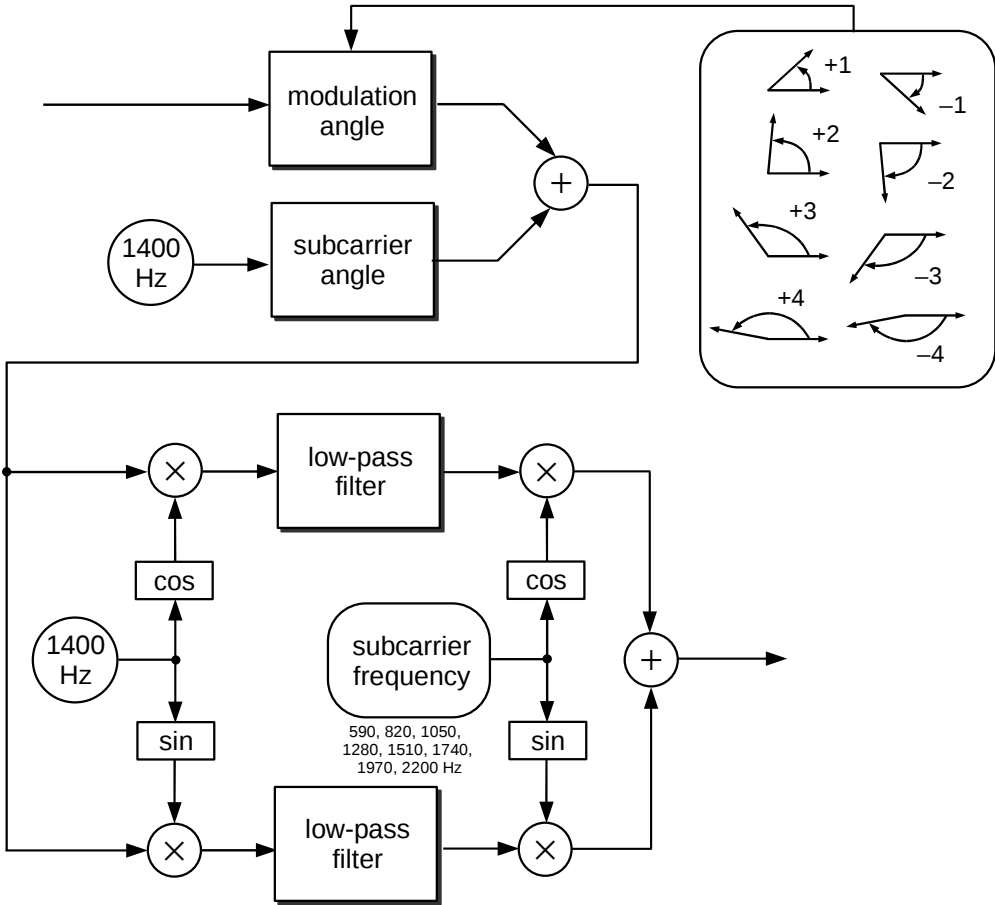 modulation
angle
+1
–1
+2
–2
+
+3
–3
+4
–4
1400
Hz
subcarrier
angle
×
low-pass
filter
×
cos
cos
1400
Hz
subcarrier
frequency
+
sin
590, 820, 1050,
1280, 1510, 1740,
1970, 2200 Hz
sin
×
low-pass
filter
×